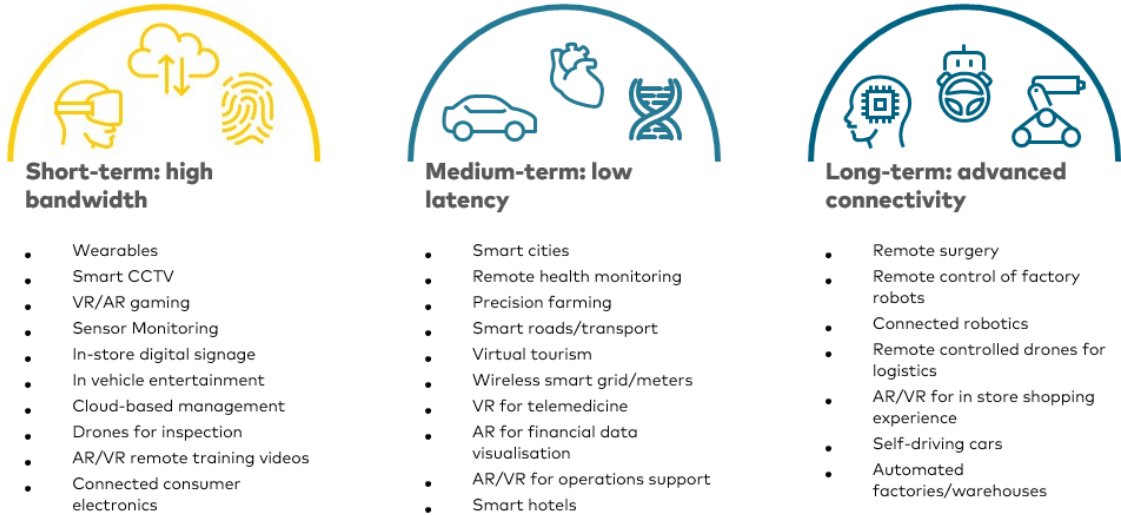 Short-term: high
bandwidth
• Wearables
• Smart CCTV
• VR/AR gaming
• Sensor Monitoring
• In-store digital signage
• In vehicle entertainment
• Cloud-based management
• Drones for inspection
• AR/VR remote training videos
• Connected consumer
electronics
Medium-term: low
latency
• Smart cities
• Remote health monitoring
• Precision farming
• Smart roads/transport
• Virtual tourism
• Wireless smart grid/meters
• VR for telemedicine
• AR for financial data
visualisation
• AR/VR for operations support
• Smart hotels
Long-term: advanced
connectivity
• Remote surgery
• Remote control of factory
robots
• Connected robotics
• Remote controlled drones for
logistics
• AR/VR for in store shopping
experience
• Self-driving cars
• Automated
factories/warehouses